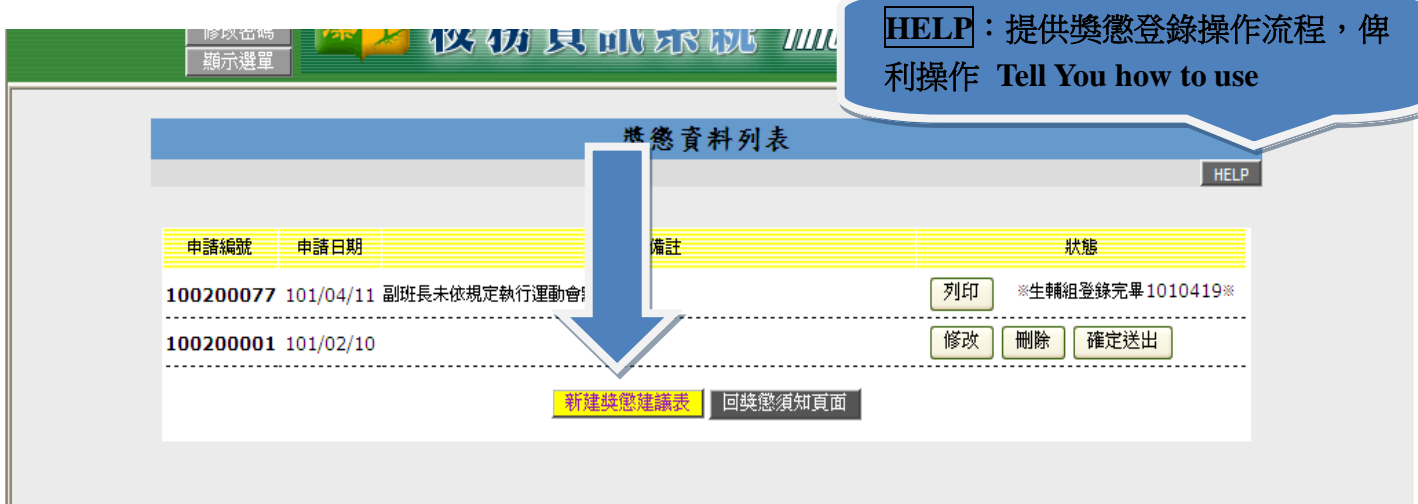 HELP：提供獎懲登錄操作流程，俾
利操作 Tell You how to use
修改密碼
校務資訊系統
顯示選單
獎懲資料列表
HELP
申請編號 申請日期 備註 狀態
100200077 101/04/11 副班長未依規定執行運動會 列印 ※生輔組登錄完畢1010419※
100200001 101/02/10 修改 刪除 確定送出
新建獎懲建議表 回獎懲須知頁面